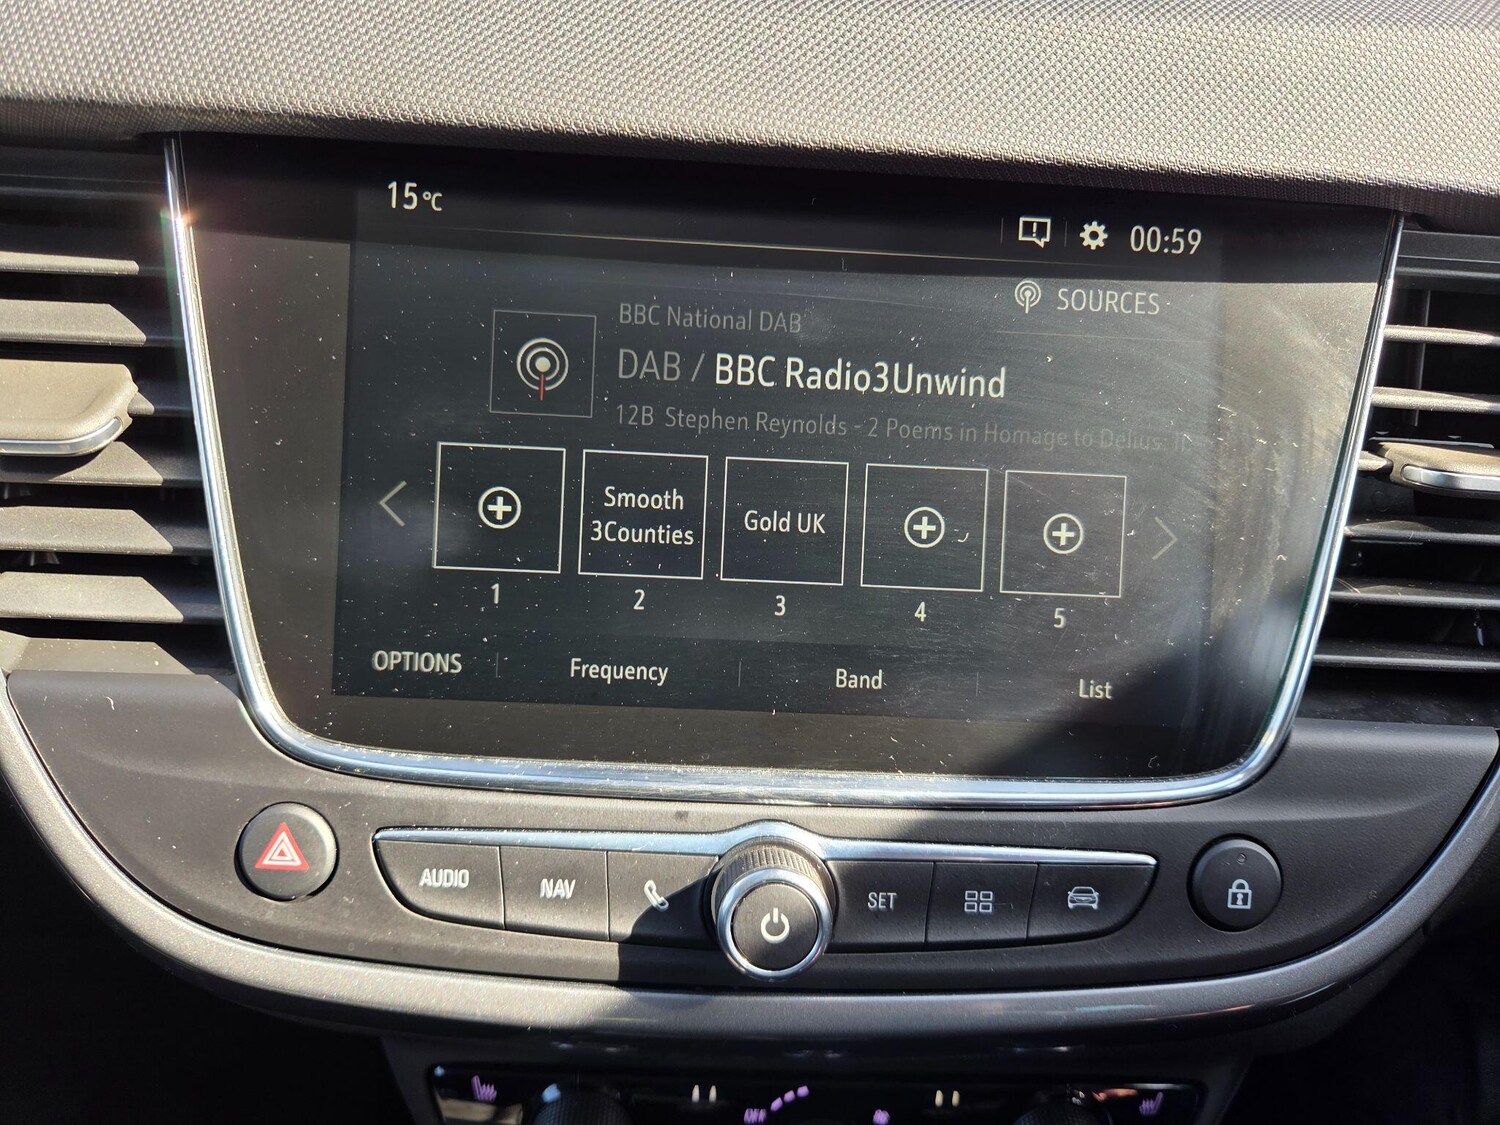 15°C
00:59
SOURCES
BBC National DAB
DAB / BBC Radio3Unwind
12B Stephen Reynolds - 2 Poems in Homage to Delius.
Smooth
3Counties
Gold UK
1
2
3
4
5
OPTIONS
Frequency
Band
List
AUDIO
NAV
SET
OFF